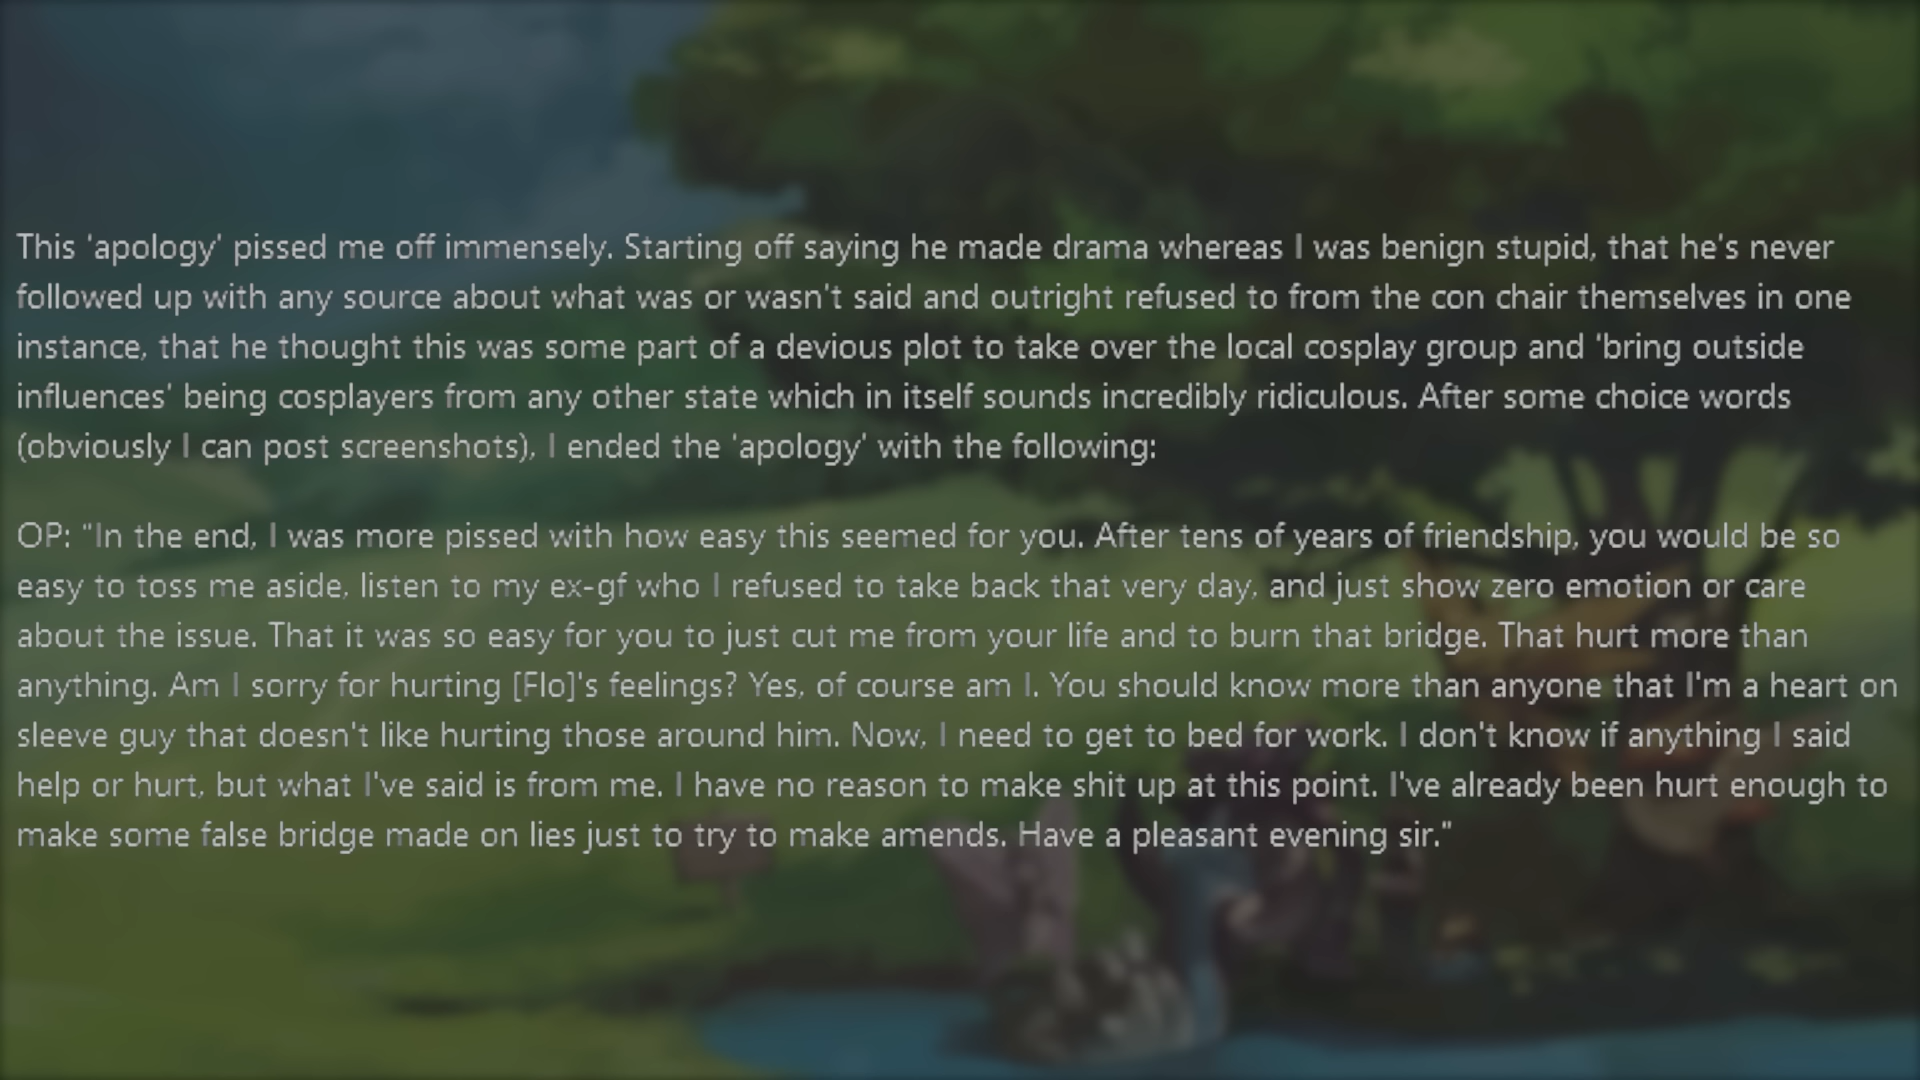 This 'apology' pissed me off immensely. Starting off saying he made drama whereas I was benign stupid, that he's never
followed up with any source about what was or wasn't said and outright refused to from the con chair themselves in one
instance, that he thought this was some part of a devious plot to take over the local cosplay group and 'bring outside
influences' being cosplayers from any other state which in itself sounds incredibly ridiculous. After some choice words
(obviously I can post screenshots), I ended the 'apology' with the following:
OP: "In the end, I was more pissed with how easy this seemed for you. After tens of years of friendship, you would be so
easy to toss me aside, listen to my ex-gf who I refused to take back that very day, and just show zero emotion or care
about the issue. That it was so easy for you to just cut me from your life and to burn that bridge. That hurt more than
anything. Am I sorry for hurting [Flo]'s feelings? Yes, of course am I. You should know more than anyone that I'm a heart on
sleeve guy that doesn't like hurting those around him. Now, I need to get to bed for work. I don't know if anything I said
help or hurt, but what I've said is from me. I have no reason to make shit up at this point. I've already been hurt enough to
make some false bridge made on lies just to try to make amends. Have a pleasant evening sir."